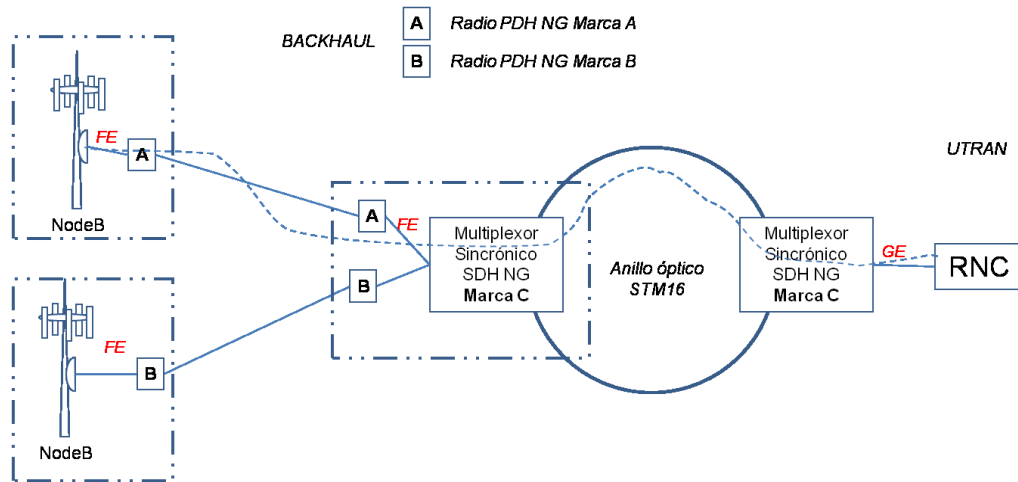 BACKHAUL
A Radio PDH NG Marca A
B Radio PDH NG Marca B
UTRAN
FE
A
NodeB
A
FE
B
Multiplexor
Sincrónico
SDH NG
Marca C
Anillo óptico
STM16
Multiplexor
Sincrónico
SDH NG
Marca C
GE
RNC
FE
B
NodeB